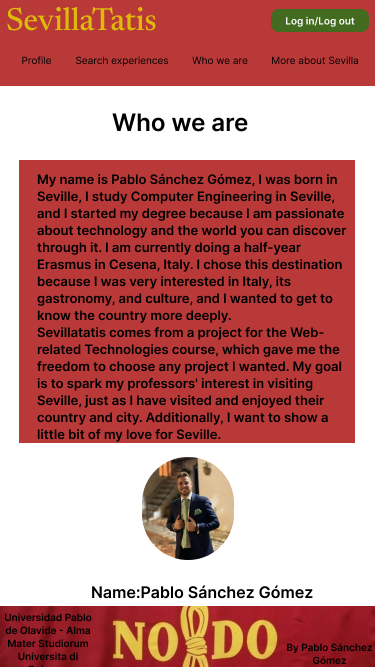 SevillaTatis
Log in/Log out
Profile Search experiences Who we are More about Sevilla
Who we are
My name is Pablo Sánchez Gómez, I was born in
Seville, I study Computer Engineering in Seville,
and I started my degree because I am passionate
about technology and the world you can discover
through it. I am currently doing a half-year
Erasmus in Cesena, Italy. I chose this destination
because I was very interested in Italy, its
gastronomy, and culture, and I wanted to get to
know the country more deeply.
Sevillatatis comes from a project for the Web-
related Technologies course, which gave me the
freedom to choose any project I wanted. My goal
is to spark my professors' interest in visiting
Seville, just as I have visited and enjoyed their
country and city. Additionally, I want to show a
little bit of my love for Seville.
Name:Pablo Sánchez Gómez
Universidad Pablo
de Olavide - Alma
Mater Studiorum
Universita di
NO DO
By Pablo Sánchez
Gómez